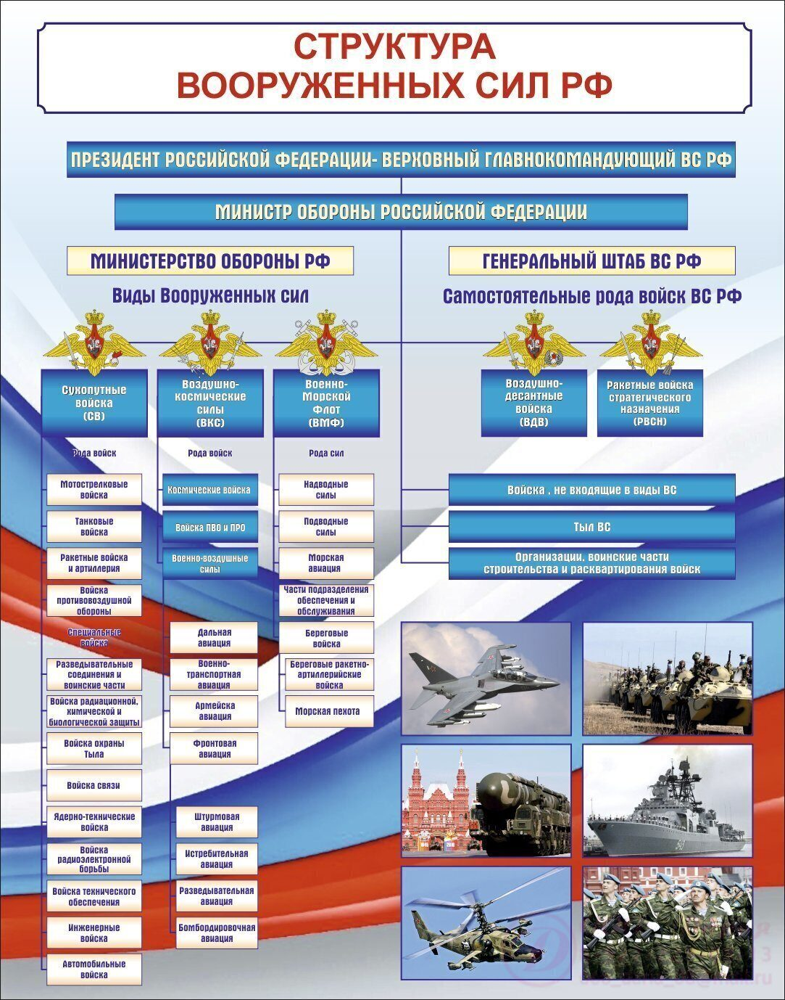 СТРУКТУРА
ВООРУЖЕННЫХ СИЛ РФ
ПРЕЗИДЕНТ РОССИЙСКОЙ ФЕДЕРАЦИИ- ВЕРХОВНЫЙ ГЛАВНОКОМАНДУЮЩИЙ ВС РФ
МИНИСТР ОБОРОНЫ РОССИЙСКОЙ ФЕДЕРАЦИИ
МИНИСТЕРСТВО ОБОРОНЫ РФ
Виды Вооруженных сил
ГЕНЕРАЛЬНЫЙ ШТАБ ВС РФ
Самостоятельные рода войск ВС РФ
Сухопутные
войска
(СВ)
Воздушно-
космические
силы
(ВКС)
Военно-
Морской
Флот
(ВМФ)
Воздушно-
десантные
войска
(ВДВ)
Ракетные войска
стратегического
назначения
(РВСН)
Рода войск
Мотострелковые
войска
Танковые
войска
Ракетные войска
и артиллерия
Войска
противовоздушной
обороны
Специальные
войска
Разведывательные
соединения и
воинские части
Войска радиационной,
химической и
биологической защиты
Войска охраны
Тыла
Войска связи
Ядерно-технические
войска
Войска
радиоэлектронной
борьбы
Войска технического
обеспечения
Инженерные
войска
Автомобильные
войска
Рода войск
Космические войска
Войска ПВО и ПРО
Военно-воздушные
силы
Дальная
авиация
Военно-
транспортная
авиация
Армейска
авиация
Фронтовая
авиация
Штурмовая
авиация
Истребительная
авиация
Разведывательная
авиация
Бомбордировочная
авиация
Рода сил
Надводные
силы
Подводные
силы
Морская
авиация
Части подразделения
обеспечения и
обслуживания
Береговые
войска
Береговые ракетно-
артиллерийские
войска
Морская пехота
Войска , не входящие в виды ВС
Тыл ВС
Организации, воинские части
строительства и расквартирования войск